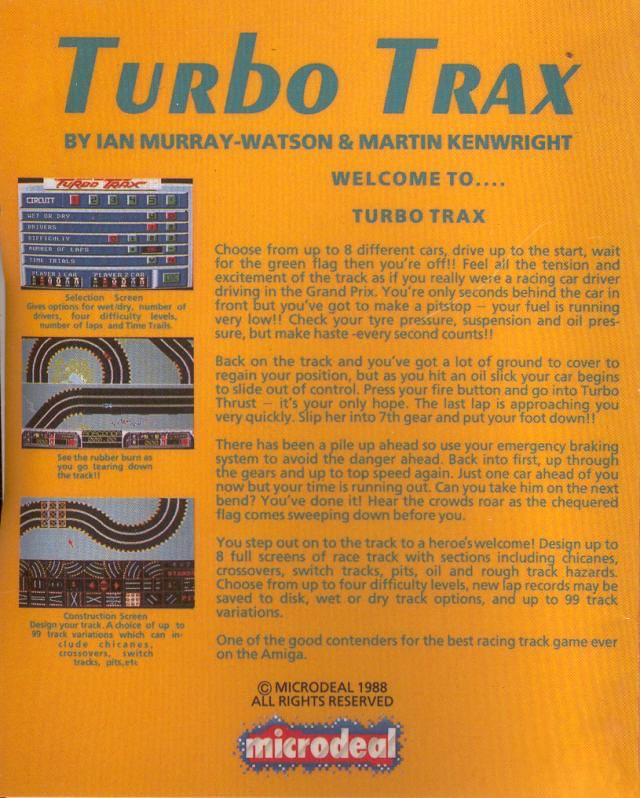 TURBO TRAX
BY IAN MURRAY-WATSON & MARTIN KENWRIGHT
WELCOME TO....
TURBO TRAX
TURBO TRAX
CIRCUIT 1 2 3 4 5 6
WET OR DRY
DRIVERS
DIFFICULTY
NUMBER OF LAPS
TIME TRIALS
PLAYER 1 CAR PLAYER 2 CAR
Selection Screen
Gives options for wet/dry, number of
drivers, four difficulty levels,
number of laps and Time Trails.
See the rubber burn as
you go tearing down
the track!!
Construction Screen
Design your track. A choice of up to
99 track variations which can in-
clude chicanes,
crossovers, switch
tracks, pits,etc
Choose from up to 8 different cars, drive up to the start, wait
for the green flag then you're off!! Feel all the tension and
excitement of the track as if you really were a racing car driver
driving in the Grand Prix. You're only seconds behind the car in
front but you've got to make a pitstop — your fuel is running
very low!! Check your tyre pressure, suspension and oil pres-
sure, but make haste -every second counts!!
Back on the track and you've got a lot of ground to cover to
regain your position, but as you hit an oil slick your car begins
to slide out of control. Press your fire button and go into Turbo
Thrust — it's your only hope. The last lap is approaching you
very quickly. Slip her into 7th gear and put your foot down!!
There has been a pile up ahead so use your emergency braking
system to avoid the danger ahead. Back into first, up through
the gears and up to top speed again. Just one car ahead of you
now but your time is running out. Can you take him on the next
bend? You've done it! Hear the crowds roar as the chequered
flag comes sweeping down before you.
You step out on to the track to a heroe's welcome! Design up to
8 full screens of race track with sections including chicanes,
crossovers, switch tracks, pits, oil and rough track hazards.
Choose from up to four difficulty levels, new lap records may be
saved to disk, wet or dry track options, and up to 99 track
variations.
One of the good contenders for the best racing track game ever
on the Amiga.
© MICRODEAL 1988
ALL RIGHTS RESERVED
microdeal